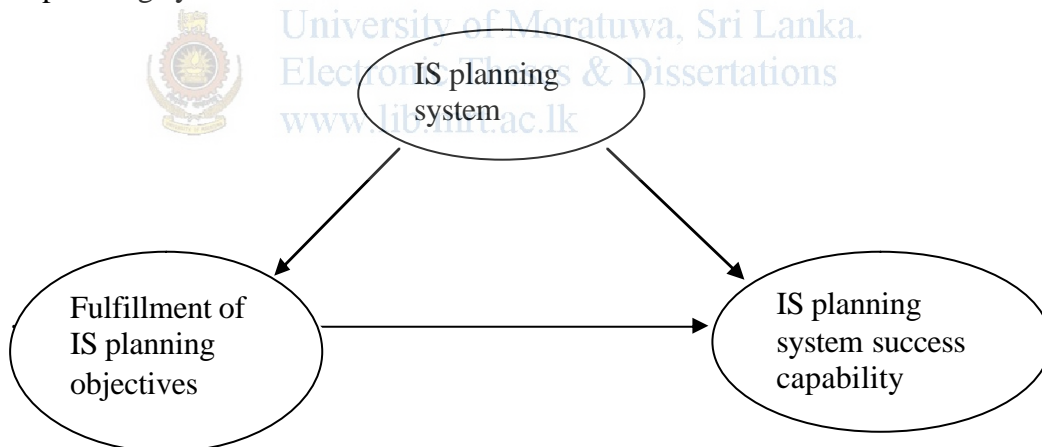 University of Moratuwa, Sri Lanka.
Electronic Theses & Dissertations
www.lib.mrt.ac.lk
IS planning
system
Fulfillment of
IS planning
objectives
IS planning
system success
capability